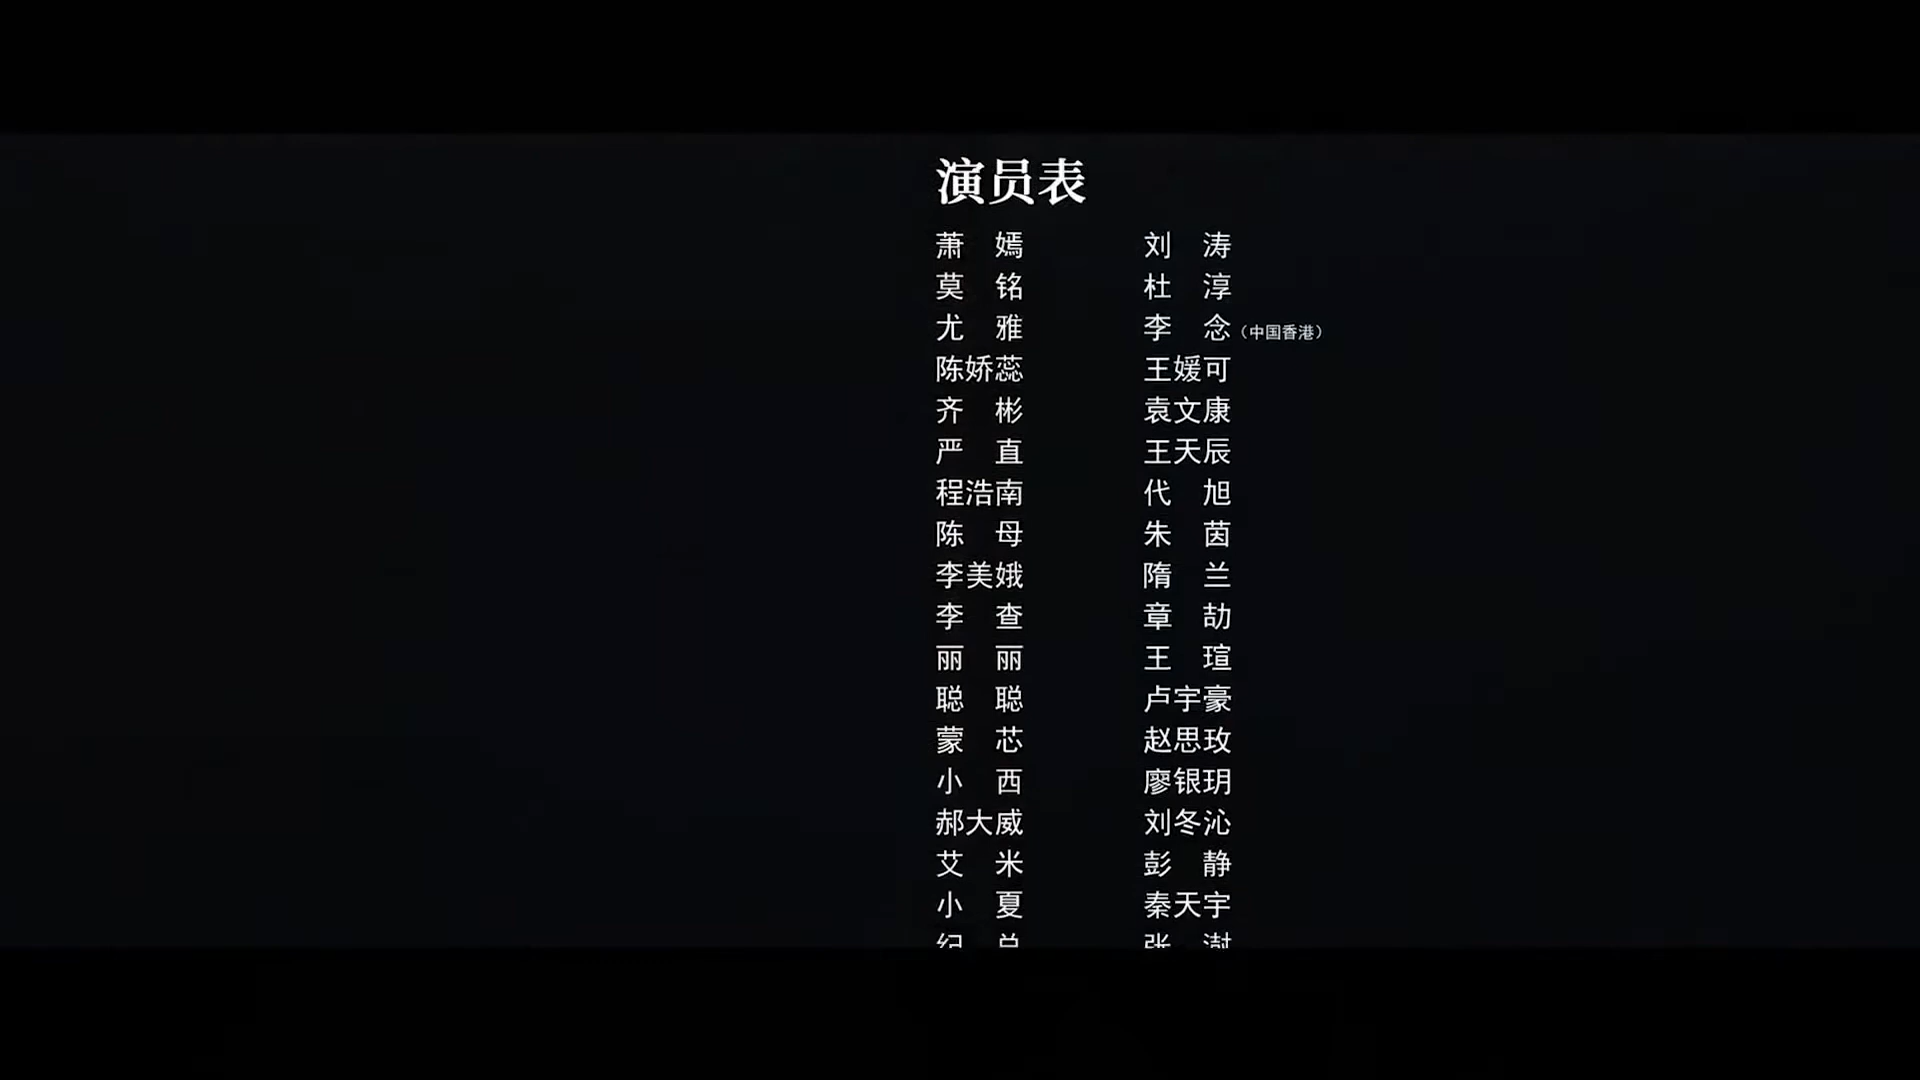 演员表
萧 嫣 刘 涛
莫 铭 杜 淳
尤 雅 李 念（中国香港）
陈娇蕊 王媛可
齐 彬 袁文康
严 直 王天辰
程浩南 代 旭
陈 母 朱 茵
李美娥 隋 兰
李 查 章 劼
丽 丽 王 瑄
聪 聪 卢宇豪
蒙 芯 赵思玫
小 西 廖银玥
郝大威 刘冬沁
艾 米 彭 静
小 夏 秦天宇